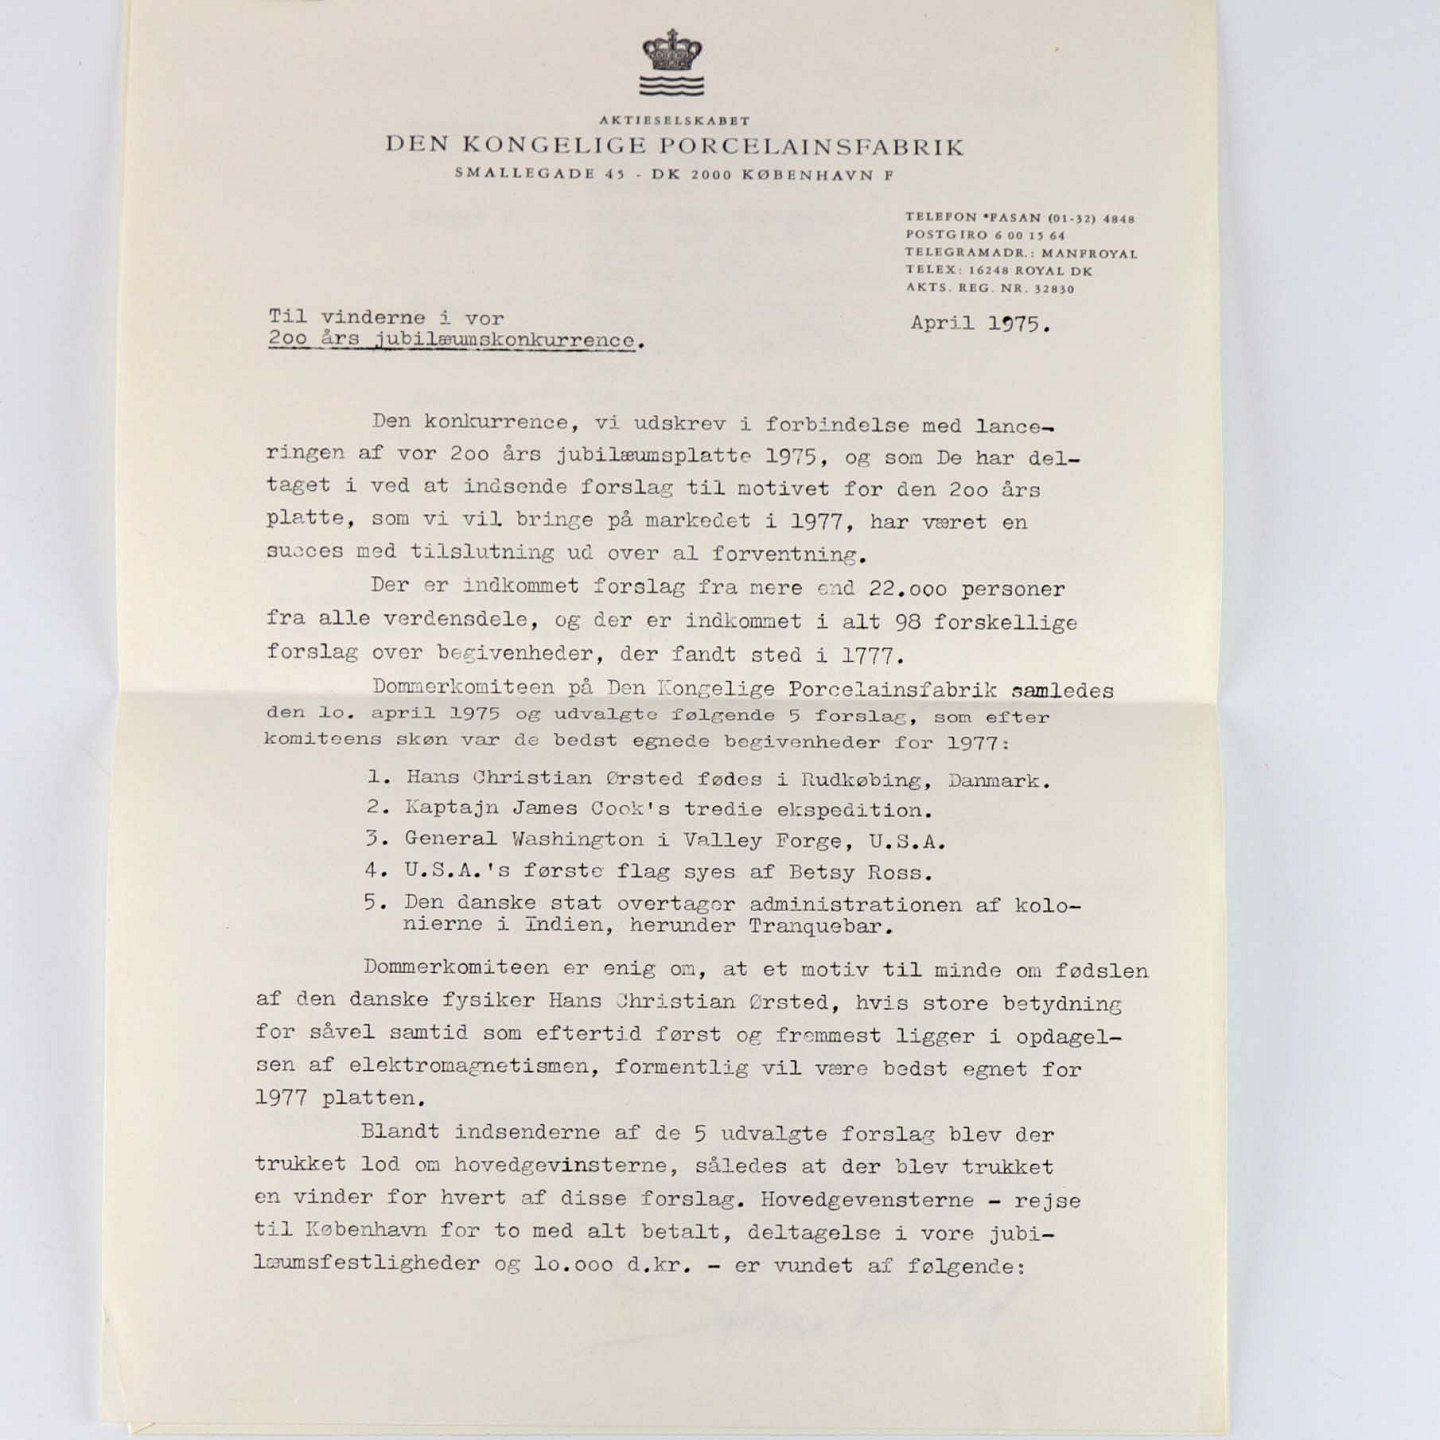 AKTIESELSKABET
DEN KONGELIGE PORCELAINSFABRIK
SMALLEGADE 45 - DK 2000 KØBENHAVN F
TELEFON *FASAN (01-32) 4848
POSTGIRO 6 00 15 64
TELEGRAMADR.: MANFROYAL
TELEX: 16248 ROYAL DK
AKTS. REG. NR. 32830
Til vinderne i vor
2oo års jubilæumskonkurrence.
April 1975.
Den konkurrence, vi udskrev i forbindelse med lance-
ringen af vor 2oo års jubilæumsplatte 1975, og som De har del-
taget i ved at indsende forslag til motivet for den 2oo års
platte, som vi vil bringe på markedet i 1977, har været en
succes med tilslutning ud over al forventning.
Der er indkommet forslag fra mere end 22.ooo personer
fra alle verdensdele, og der er indkommet i alt 98 forskellige
forslag over begivenheder, der fandt sted i 1777.
Dommerkomiteen på Den Kongelige Porcelainsfabrik samledes
den lo. april 1975 og udvalgte følgende 5 forslag, som efter
komiteens skøn var de bedst egnede begivenheder for 1977:
1. Hans Christian Ørsted fødes i Rudkøbing, Danmark.
2. Kaptajn James Cook's tredie ekspedition.
3. General Washington i Valley Forge, U.S.A.
4. U.S.A.'s første flag syes af Betsy Ross.
5. Den danske stat overtager administrationen af kolo-
nierne i Indien, herunder Tranquebar.
Dommerkomiteen er enig om, at et motiv til minde om fødslen
af den danske fysiker Hans Christian Ørsted, hvis store betydning
for såvel samtid som eftertid først og fremmest ligger i opdagel-
sen af elektromagnetismen, formentlig vil være bedst egnet for
1977 platten.
Blandt indsenderne af de 5 udvalgte forslag blev der
trukket lod om hovedgevinsterne, således at der blev trukket
en vinder for hvert af disse forslag. Hovedgevensterne - rejse
til København for to med alt betalt, deltagelse i vore jubi-
læumsfestligheder og lo.ooo d.kr. - er vundet af følgende: